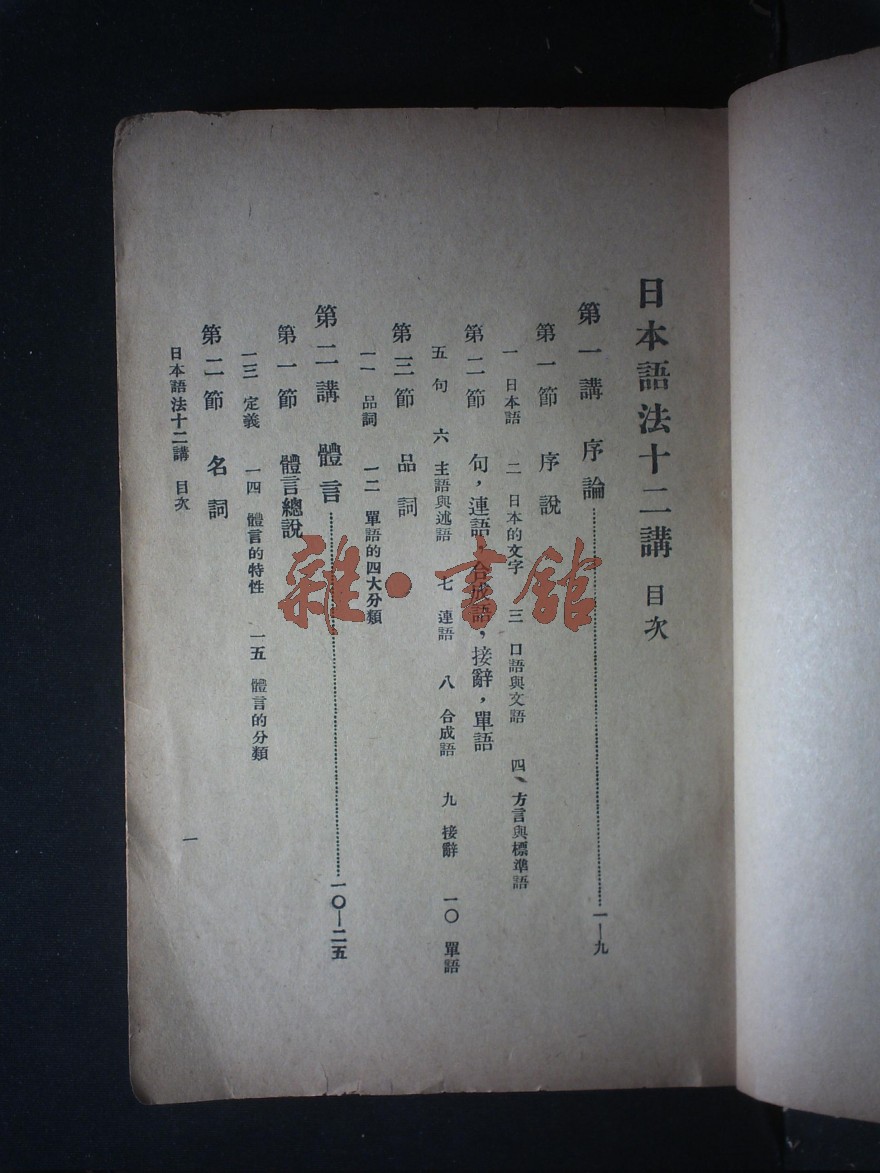 日本語法十二講 目次
第一講 序論……一—九
第一節 序說
一 日本語 二 日本的文字 三 口語與文語 四、方言與標準語
第二節 句，連語，合成語，接辭，單語
五 句 六 主語與述語 七 連語 八 合成語 九 接辭 一〇 單語
第三節 品詞
一一 品詞 一二 單語的四大分類
第二講 體言……一〇—二五
第一節 體言總說
一三 定義 一四 體言的特性 一五 體言的分類
第二節 名詞
日本語法十二講 目次 一
雜·書館